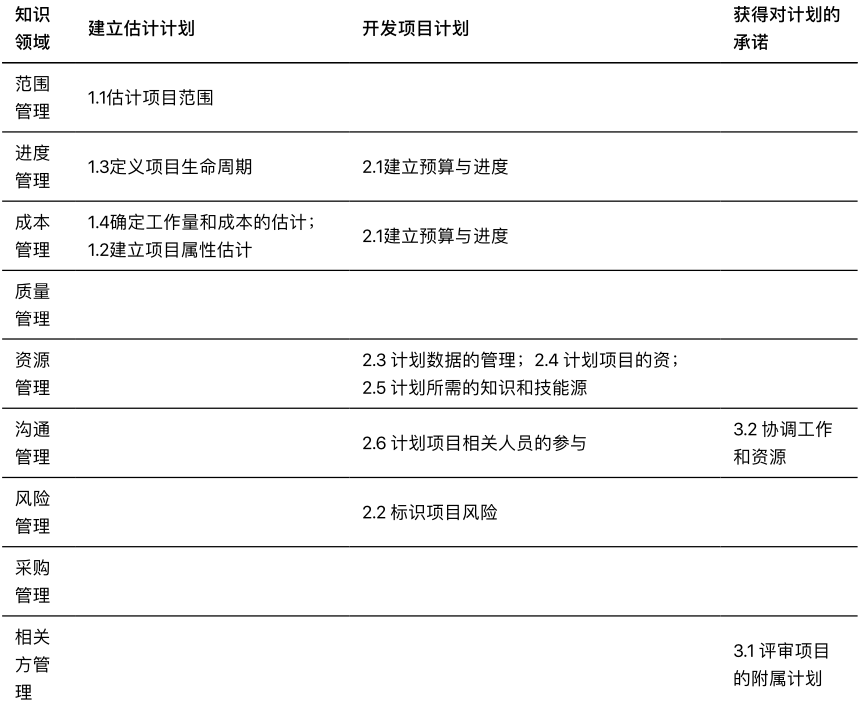 知识领域 建立估计计划 开发项目计划 获得对计划的承诺
范围管理 1.1估计项目范围
进度管理 1.3定义项目生命周期 2.1建立预算与进度
成本管理 1.4确定工作量和成本的估计；1.2建立项目属性估计 2.1建立预算与进度
质量管理
资源管理 2.3 计划数据的管理；2.4 计划项目的资；2.5 计划所需的知识和技能源
沟通管理 2.6 计划项目相关人员的参与 3.2 协调工作和资源
风险管理 2.2 标识项目风险
采购管理
相关方管理 3.1 评审项目的附属计划